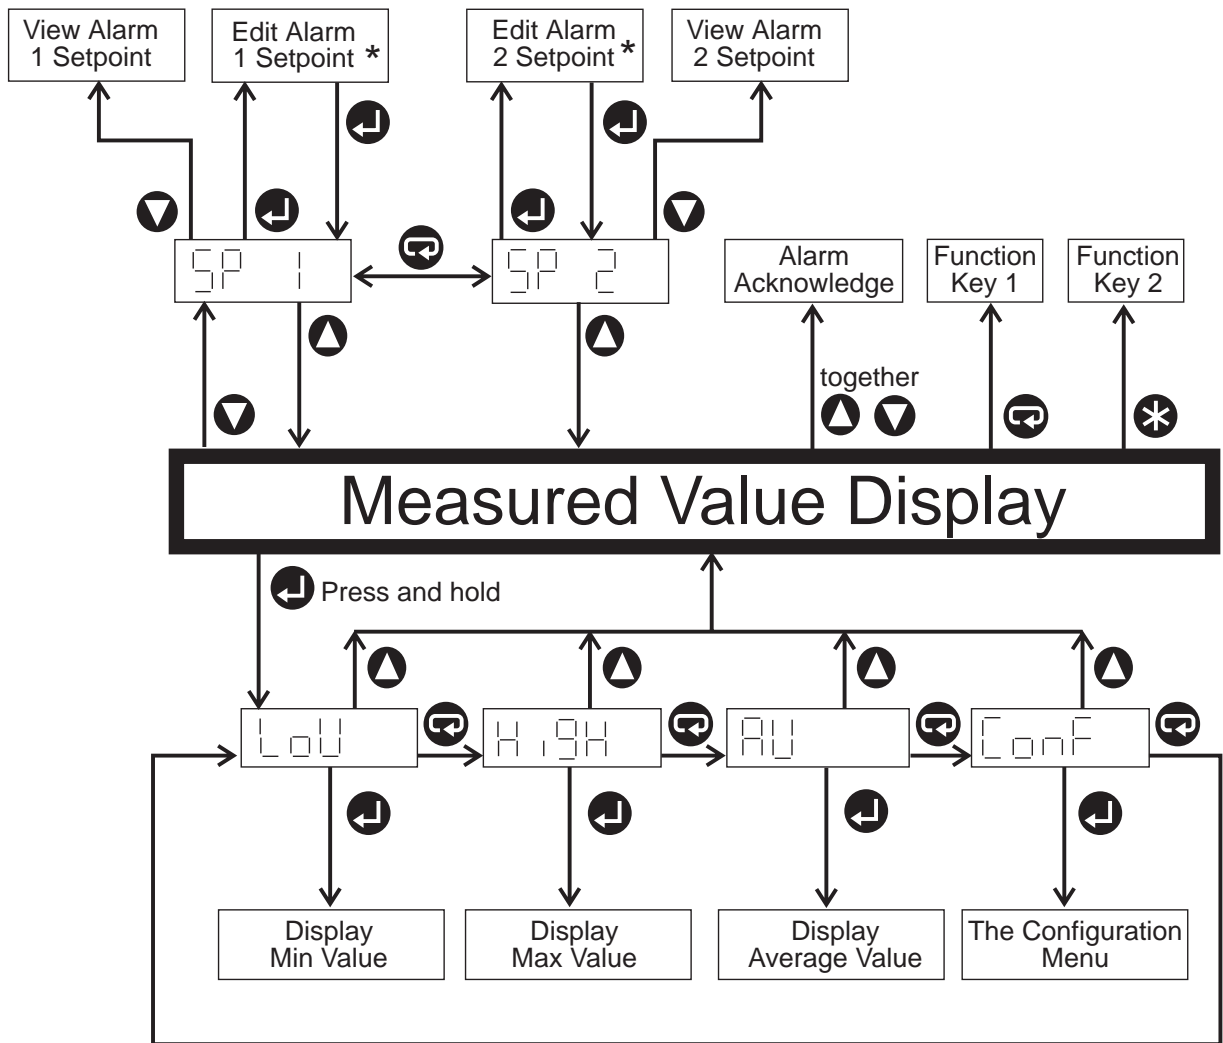 View Alarm
1 Setpoint
Edit Alarm
1 Setpoint *
Edit Alarm
2 Setpoint *
View Alarm
2 Setpoint
SP 1
SP 2
Alarm
Acknowledge
Function
Key 1
Function
Key 2
together
Measured Value Display
Press and hold
LoU
HigH
AU
ConF
Display
Min Value
Display
Max Value
Display
Average Value
The Configuration
Menu